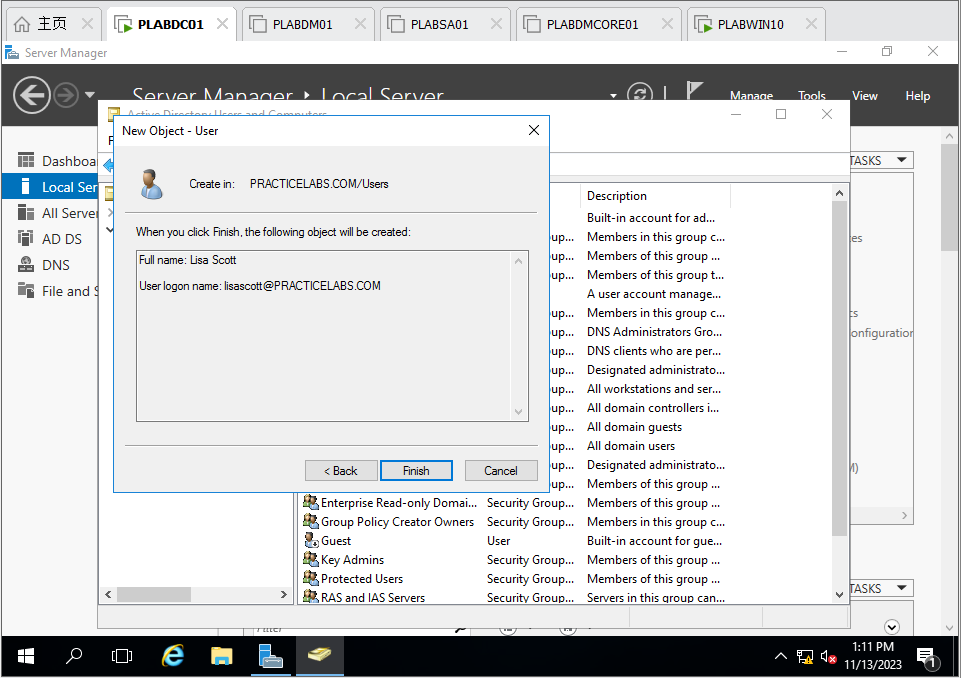 主页
PLABDC01
PLABDM01
PLABSA01
PLABDMCORE01
PLABWIN10
Server Manager
Server Manager ‣ Local Server
Manage Tools View Help
Active Directory Users and Computers
New Object - User
Create in: PRACTICELABS.COM/Users
When you click Finish, the following object will be created:
Full name: Lisa Scott
User logon name: lisascott@PRACTICELABS.COM
< Back
Finish
Cancel
Dashboa
Local Ser
All Server
AD DS
DNS
File and S
Description
Built-in account for ad...
up... Members in this group c...
up... Members of this group ...
up... Members of this group t...
A user account manage...
up... Members in this group c...
up... DNS Administrators Gro...
up... DNS clients who are per...
up... Designated administrato...
up... All workstations and ser...
up... All domain controllers i...
up... All domain guests
up... All domain users
up... Designated administrato...
up... Members of this group ...
Enterprise Read-only Domai... Security Group... Members of this group ...
Group Policy Creator Owners Security Group... Members in this group c...
Guest User Built-in account for gue...
Key Admins Security Group... Members of this group ...
Protected Users Security Group... Members of this group ...
RAS and IAS Servers Security Group... Servers in this group can...
TASKS
onfiguration
TASKS
Filter
1:11 PM
11/13/2023
1